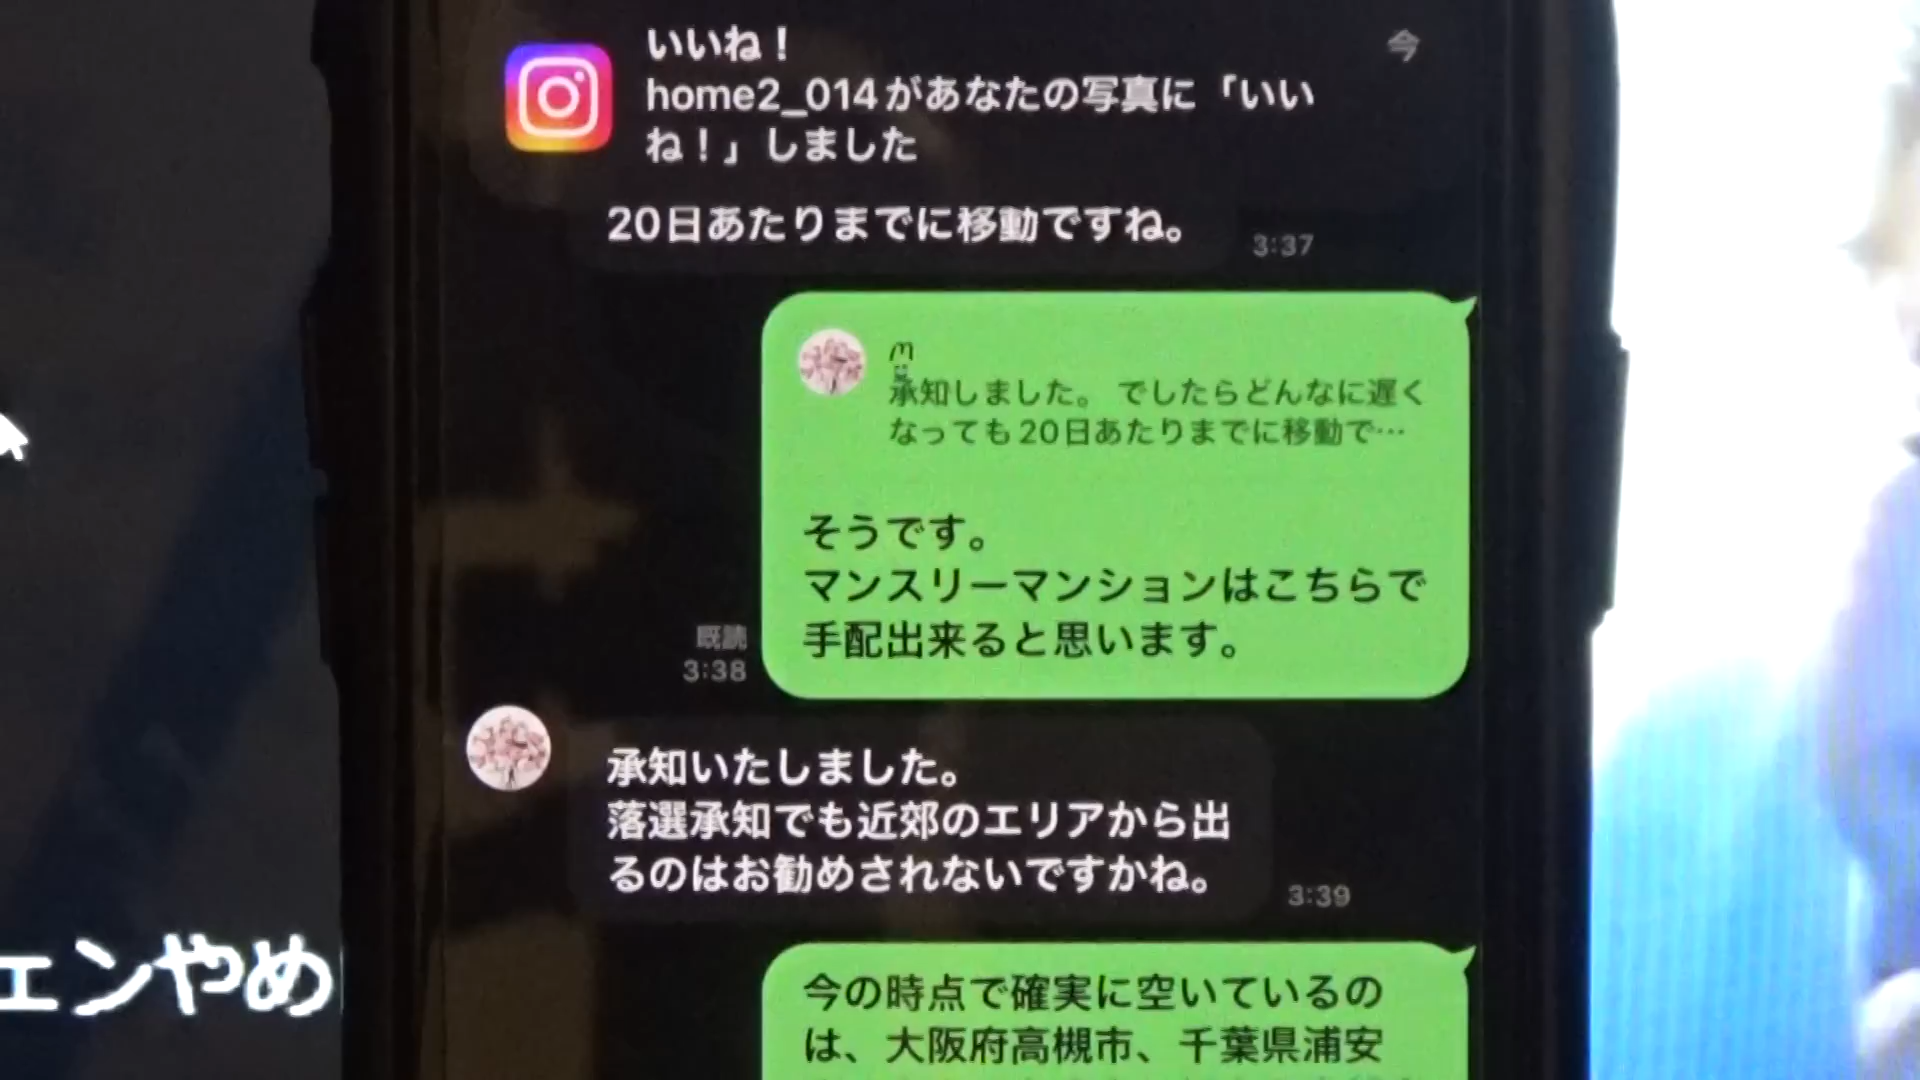 いいね！
今
home2_014があなたの写真に「いい
ね！」しました
20日あたりまでに移動ですね。
3:37
承知しました。 でしたらどんなに遅く
なっても20日あたりまでに移動で…
そうです。
マンスリーマンションはこちらで
手配出来ると思います。
既読
3:38
承知いたしました。
落選承知でも近郊のエリアから出
るのはお勧めされないですかね。
3:39
今の時点で確実に空いているの
は、大阪府高槻市、千葉県浦安
ェンやめ